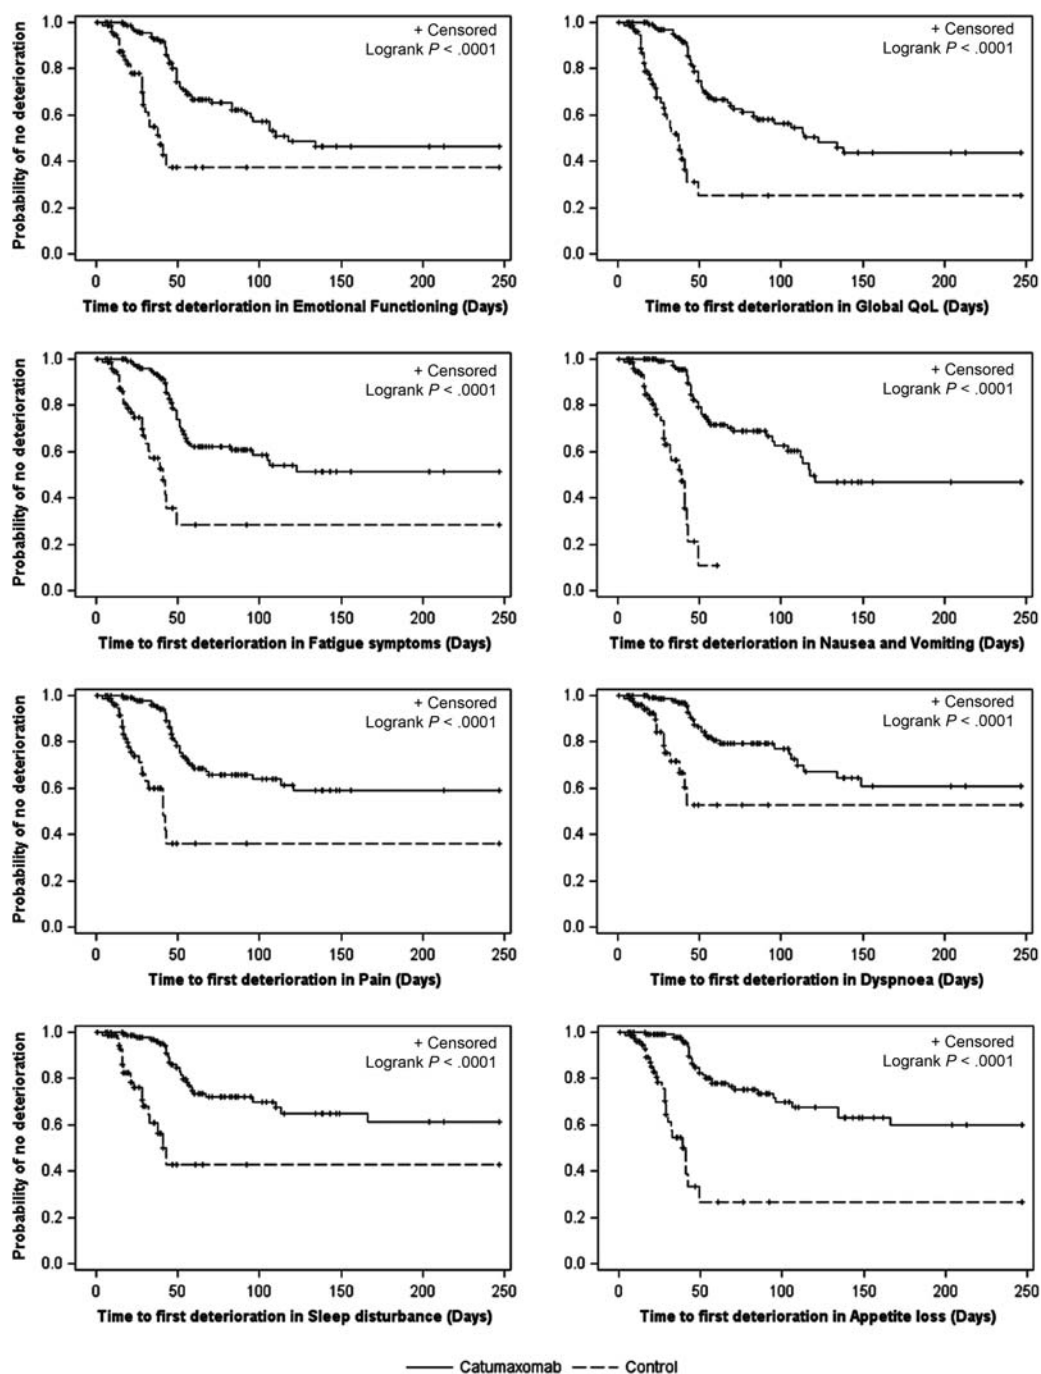 Probability of no deterioration
1.0
0.8
0.6
0.4
0.2
0.0
+ Censored
Logrank P < .0001
0 50 100 150 200 250
Time to first deterioration in Emotional Functioning (Days)
1.0
0.8
0.6
0.4
0.2
0.0
+ Censored
Logrank P < .0001
0 50 100 150 200 250
Time to first deterioration in Global QoL (Days)
Probability of no deterioration
1.0
0.8
0.6
0.4
0.2
0.0
+ Censored
Logrank P < .0001
0 50 100 150 200 250
Time to first deterioration in Fatigue symptoms (Days)
1.0
0.8
0.6
0.4
0.2
0.0
+ Censored
Logrank P < .0001
0 50 100 150 200 250
Time to first deterioration in Nausea and Vomiting (Days)
Probability of no deterioration
1.0
0.8
0.6
0.4
0.2
0.0
+ Censored
Logrank P < .0001
0 50 100 150 200 250
Time to first deterioration in Pain (Days)
1.0
0.8
0.6
0.4
0.2
0.0
+ Censored
Logrank P < .0001
0 50 100 150 200 250
Time to first deterioration in Dyspnoea (Days)
Probability of no deterioration
1.0
0.8
0.6
0.4
0.2
0.0
+ Censored
Logrank P < .0001
0 50 100 150 200 250
Time to first deterioration in Sleep disturbance (Days)
1.0
0.8
0.6
0.4
0.2
0.0
+ Censored
Logrank P < .0001
0 50 100 150 200 250
Time to first deterioration in Appetite loss (Days)
Catumaxomab Control